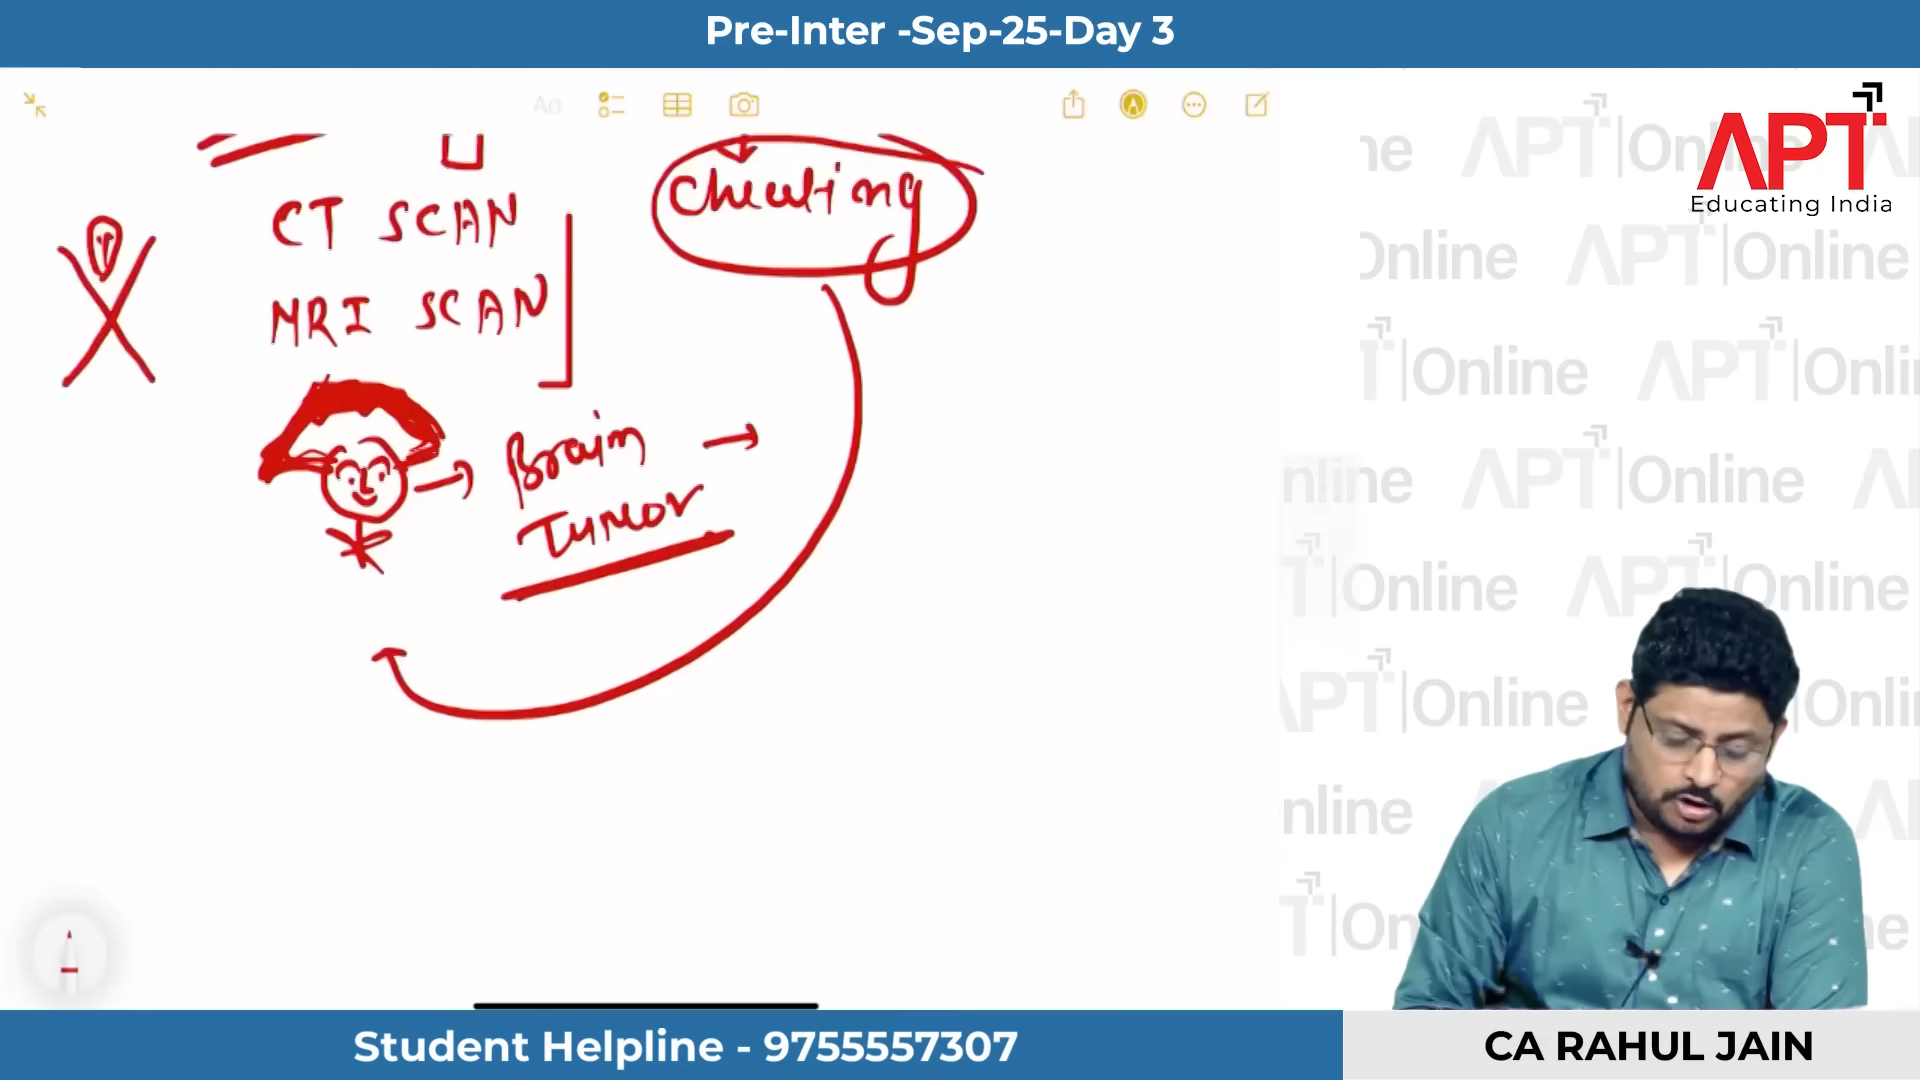 Pre-Inter -Sep-25-Day 3
Aa
APT
Educating India
CT SCAN
MRI SCAN
Brain
Tumor
APT|Online
Student Helpline - 9755557307
CA RAHUL JAIN